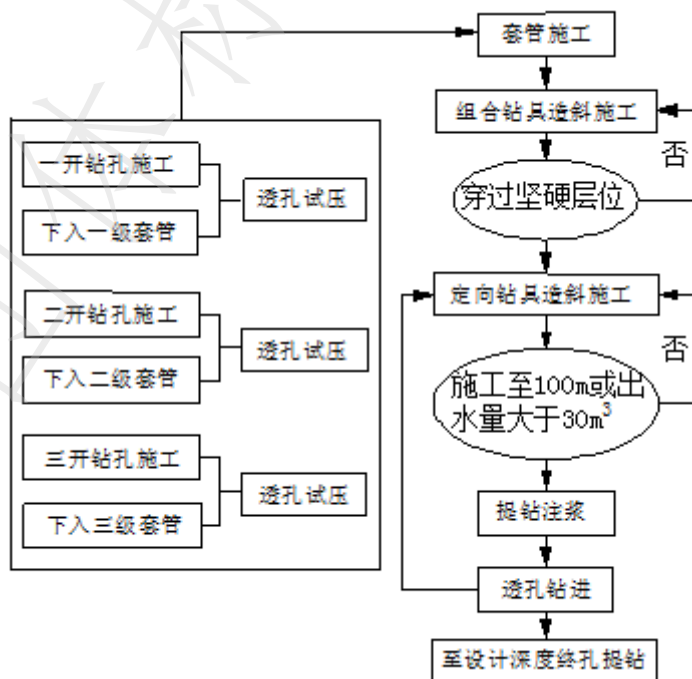 套管施工
组合钻具造斜施工
否
穿过坚硬层位
定向钻具造斜施工
否
施工至100m或出
水量大于30m³
提钻注浆
透孔钻进
至设计深度终孔提钻
一开钻孔施工
透孔试压
下入一级套管
二开钻孔施工
透孔试压
下入二级套管
三开钻孔施工
透孔试压
下入三级套管